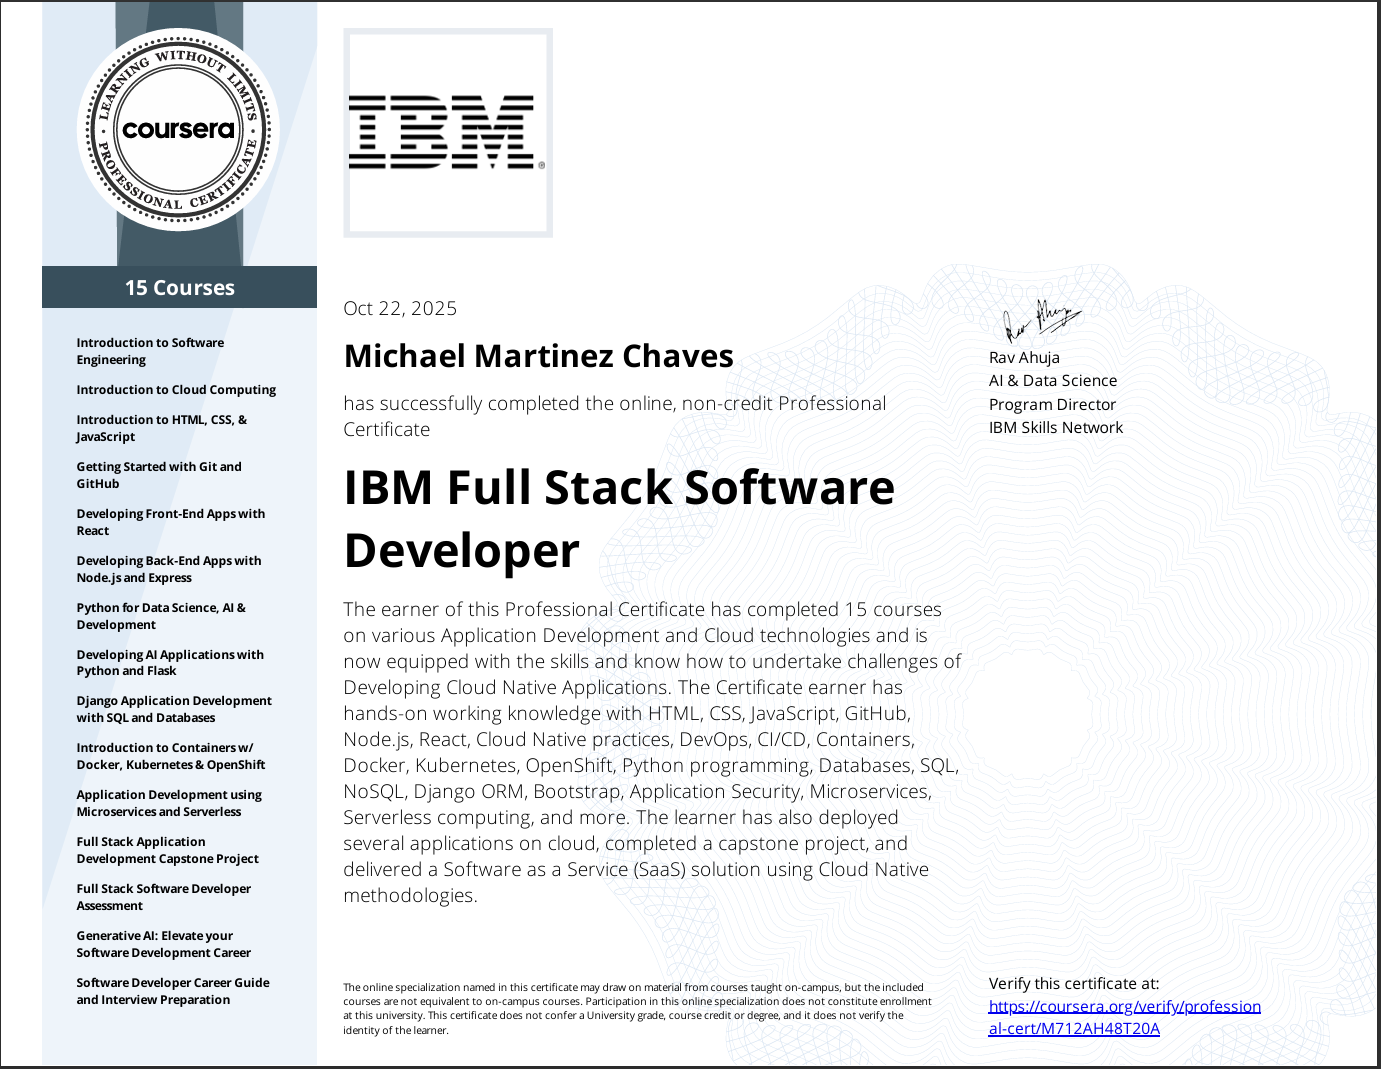 LEARNING WITHOUT LIMITS
coursera
PROFESSIONAL CERTIFICATE
IBM
®
15 Courses
Introduction to Software
Engineering
Introduction to Cloud Computing
Introduction to HTML, CSS, &
JavaScript
Getting Started with Git and
GitHub
Developing Front-End Apps with
React
Developing Back-End Apps with
Node.js and Express
Python for Data Science, AI &
Development
Developing AI Applications with
Python and Flask
Django Application Development
with SQL and Databases
Introduction to Containers w/
Docker, Kubernetes & OpenShift
Application Development using
Microservices and Serverless
Full Stack Application
Development Capstone Project
Full Stack Software Developer
Assessment
Generative AI: Elevate your
Software Development Career
Software Developer Career Guide
and Interview Preparation
Oct 22, 2025
Michael Martinez Chaves
has successfully completed the online, non-credit Professional
Certificate
IBM Full Stack Software
Developer
The earner of this Professional Certificate has completed 15 courses
on various Application Development and Cloud technologies and is
now equipped with the skills and know how to undertake challenges of
Developing Cloud Native Applications. The Certificate earner has
hands-on working knowledge with HTML, CSS, JavaScript, GitHub,
Node.js, React, Cloud Native practices, DevOps, CI/CD, Containers,
Docker, Kubernetes, OpenShift, Python programming, Databases, SQL,
NoSQL, Django ORM, Bootstrap, Application Security, Microservices,
Serverless computing, and more. The learner has also deployed
several applications on cloud, completed a capstone project, and
delivered a Software as a Service (SaaS) solution using Cloud Native
methodologies.
The online specialization named in this certificate may draw on material from courses taught on-campus, but the included
courses are not equivalent to on-campus courses. Participation in this online specialization does not constitute enrollment
at this university. This certificate does not confer a University grade, course credit or degree, and it does not verify the
identity of the learner.
Rav Ahuja
Rav Ahuja
AI & Data Science
Program Director
IBM Skills Network
Verify this certificate at:
https://coursera.org/verify/profession
al-cert/M712AH48T20A